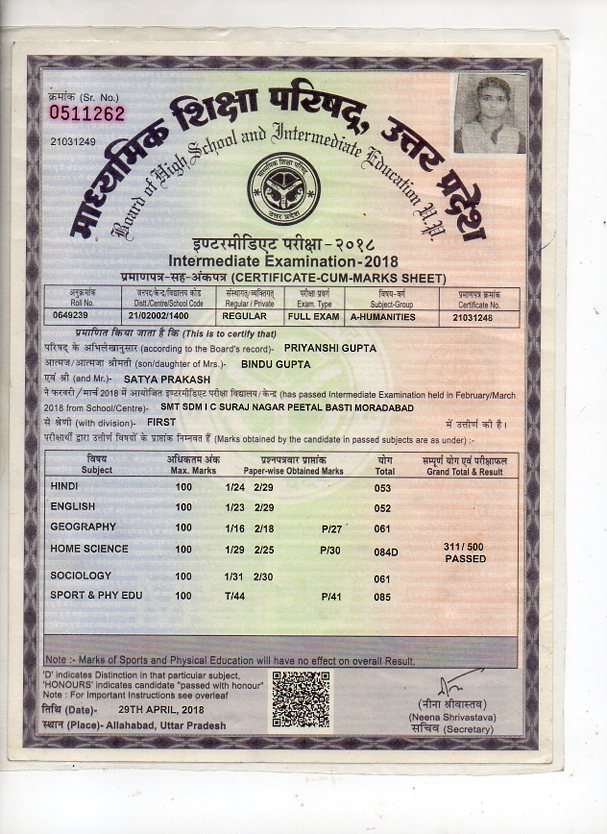 क्रमांक (Sr. No.)
0511262
21031249
माध्यमिक शिक्षा परिषद्, उत्तर प्रदेश
Board of High School and Intermediate Education U.P.
माध्यमिक शिक्षा परिषद
उत्तर प्रदेश
इण्टरमीडिएट परीक्षा - २०१८
Intermediate Examination-2018
प्रमाणपत्र-सह-अंकपत्र (CERTIFICATE-CUM-MARKS SHEET)
अनुक्रमांक जनपद/केन्द्र/विद्यालय कोड संस्थागत/व्यक्तिगत परीक्षा प्रवर्ग विषय-वर्ग प्रमाणपत्र क्रमांक
Roll No. Distt./Centre/School Code Regular / Private Exam. Type Subject-Group Certificate No.
0649239 21/02002/1400 REGULAR FULL EXAM A-HUMANITIES 21031248
प्रमाणित किया जाता है कि (This is to certify that)
परिषद् के अभिलेखानुसार (according to the Board's record)- PRIYANSHI GUPTA
आत्मज/आत्मजा श्रीमती (son/daughter of Mrs.)- BINDU GUPTA
एवं श्री (and Mr.)- SATYA PRAKASH
ने फरवरी/मार्च 2018 में आयोजित इण्टरमीडिएट परीक्षा विद्यालय/केन्द्र (has passed Intermediate Examination held in February/March
2018 from School/Centre)- SMT SDM I C SURAJ NAGAR PEETAL BASTI MORADABAD
से श्रेणी (with division)- FIRST में उत्तीर्ण की है।
परीक्षार्थी द्वारा उत्तीर्ण विषयों के प्राप्तांक निम्नवत हैं (Marks obtained by the candidate in passed subjects are as under) :-
विषय अधिकतम अंक प्रश्नपत्रवार प्राप्तांक योग सम्पूर्ण योग एवं परीक्षाफल
Subject Max. Marks Paper-wise Obtained Marks Total Grand Total & Result
HINDI 100 1/24 2/29 053
ENGLISH 100 1/23 2/29 052
GEOGRAPHY 100 1/16 2/18 P/27 061
HOME SCIENCE 100 1/29 2/25 P/30 084D 311/ 500
PASSED
SOCIOLOGY 100 1/31 2/30 061
SPORT & PHY EDU 100 T/44 P/41 085
Note :- Marks of Sports and Physical Education will have no effect on overall Result.
'D' indicates Distinction in that particular subject,
'HONOURS' indicates candidate "passed with honour"
Note : For Important Instructions see overleaf
तिथि (Date)- 29TH APRIL, 2018
स्थान (Place)- Allahabad, Uttar Pradesh
(नीना श्रीवास्तव)
(Neena Shrivastava)
सचिव (Secretary)